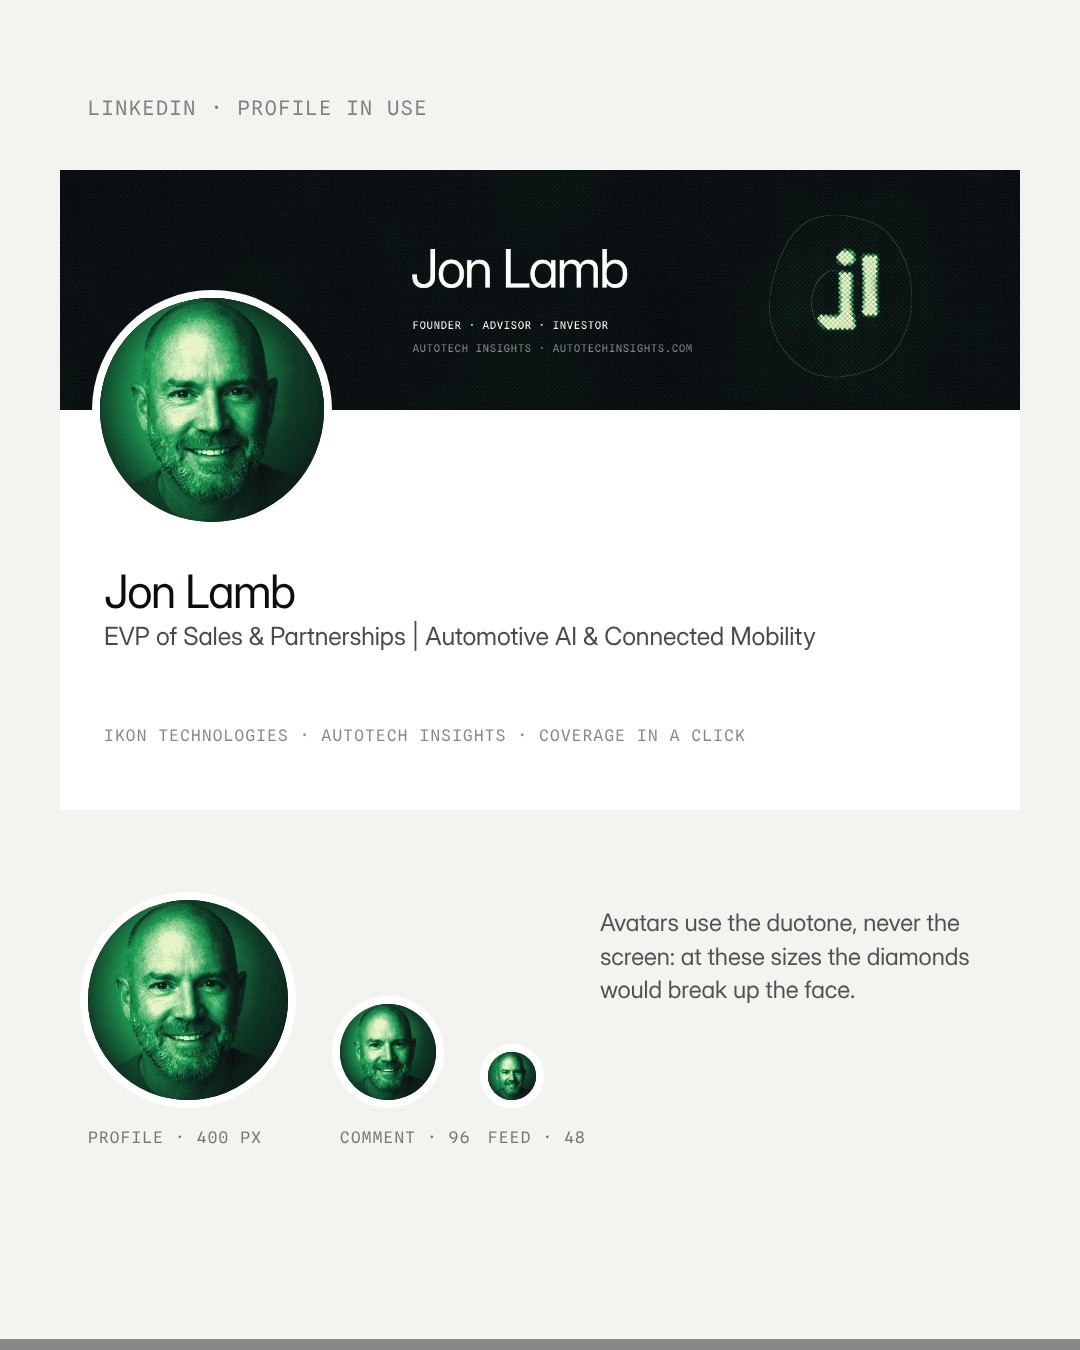 LINKEDIN · PROFILE IN USE
Jon Lamb
FOUNDER · ADVISOR · INVESTOR
AUTOTECH INSIGHTS · AUTOTECHINSIGHTS.COM
jl
Jon Lamb
EVP of Sales & Partnerships | Automotive AI & Connected Mobility
IKON TECHNOLOGIES · AUTOTECH INSIGHTS · COVERAGE IN A CLICK
Avatars use the duotone, never the
screen: at these sizes the diamonds
would break up the face.
PROFILE · 400 PX
COMMENT · 96
FEED · 48